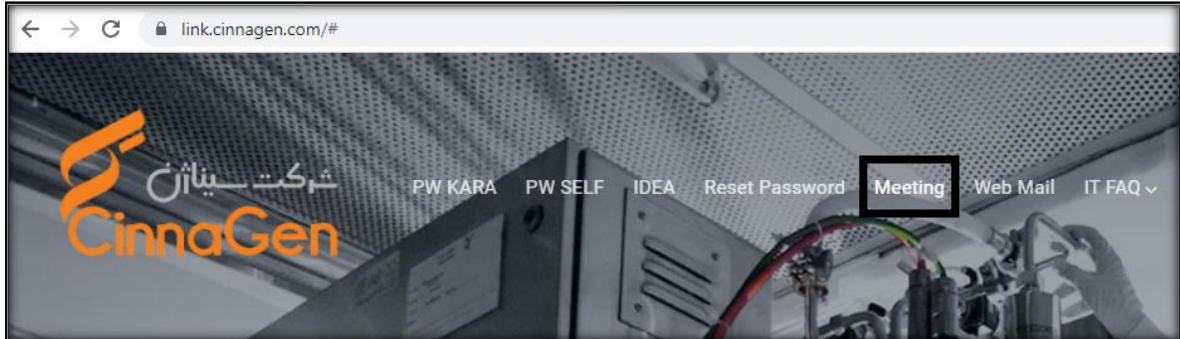 link.cinnagen.com/#
شرکت سیناژن
CinnaGen
PW KARA PW SELF IDEA Reset Password Meeting Web Mail IT FAQ